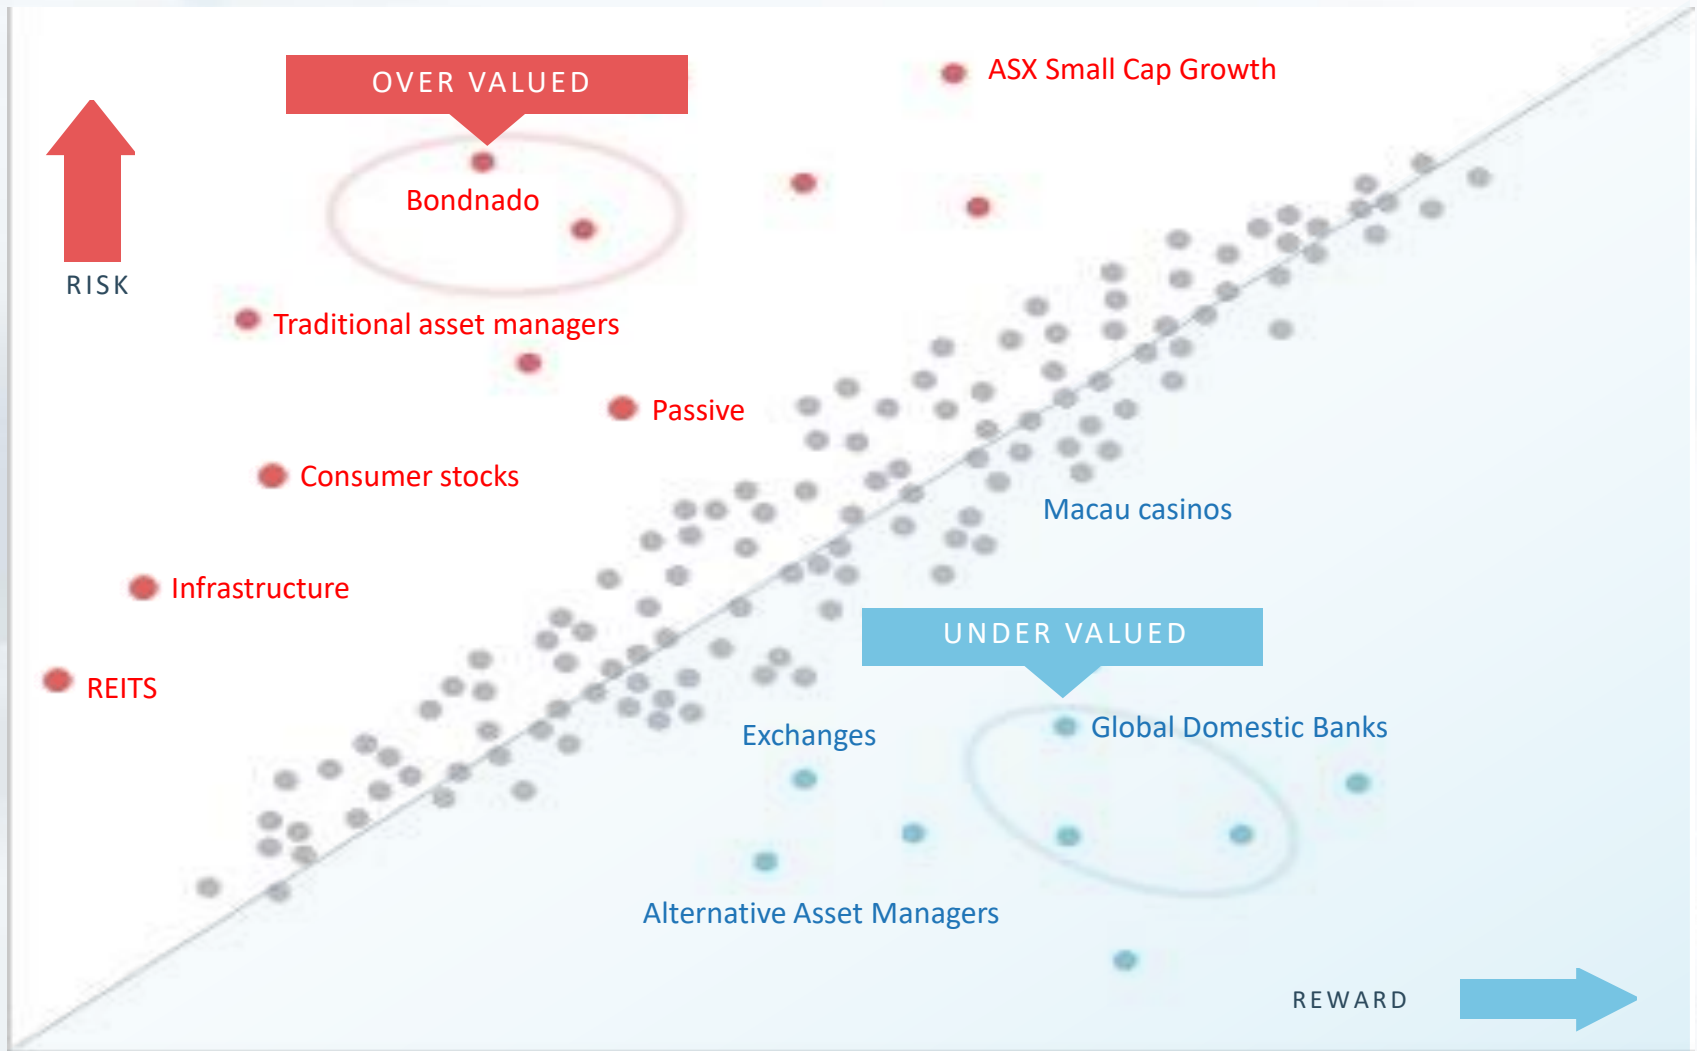 ASX Small Cap Growth
OVER VALUED
Bondnado
RISK
Traditional asset managers
Passive
Consumer stocks
Macau casinos
Infrastructure
UNDER VALUED
REITS
Exchanges
Global Domestic Banks
Alternative Asset Managers
REWARD